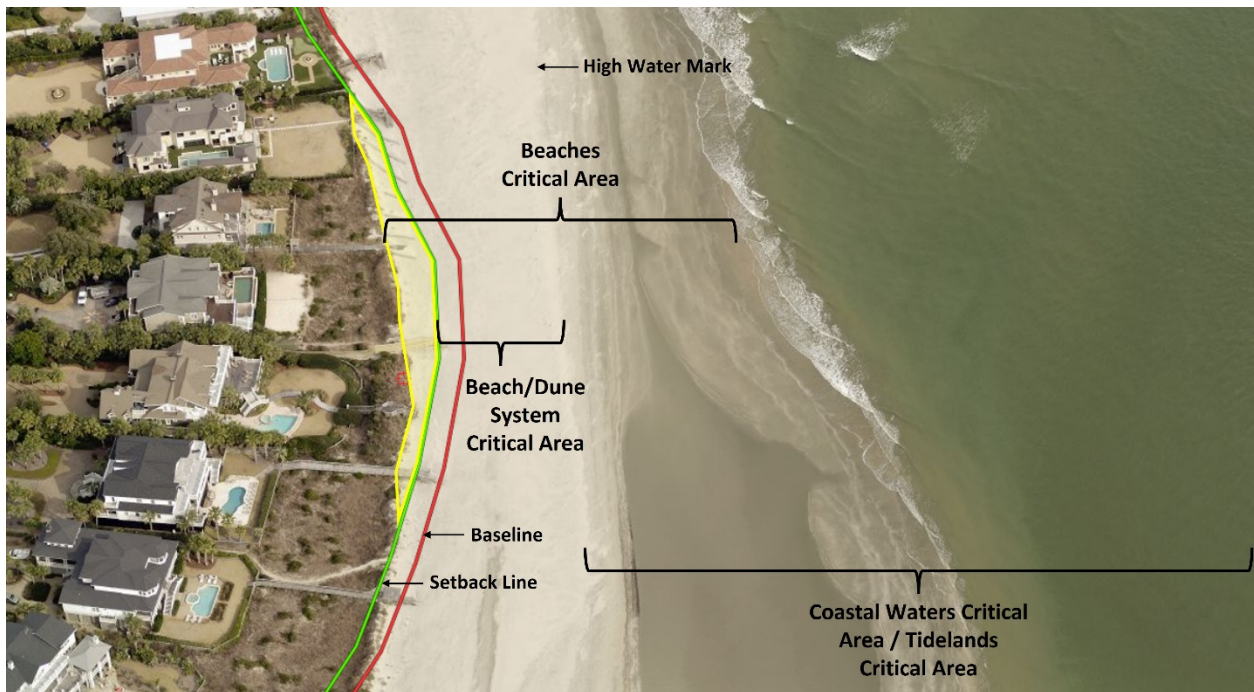 High Water Mark
Beaches
Critical Area
Beach/Dune
System
Critical Area
Baseline
Setback Line
Coastal Waters Critical
Area / Tidelands
Critical Area